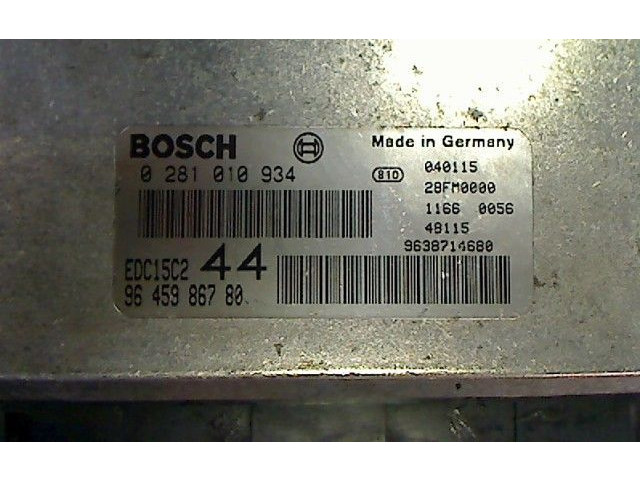 BOSCH
Made in Germany
0 281 010 934
810
040115
28FM0000
1166 0056
48115
9638714680
EDC15C2 44
96 459 867 80